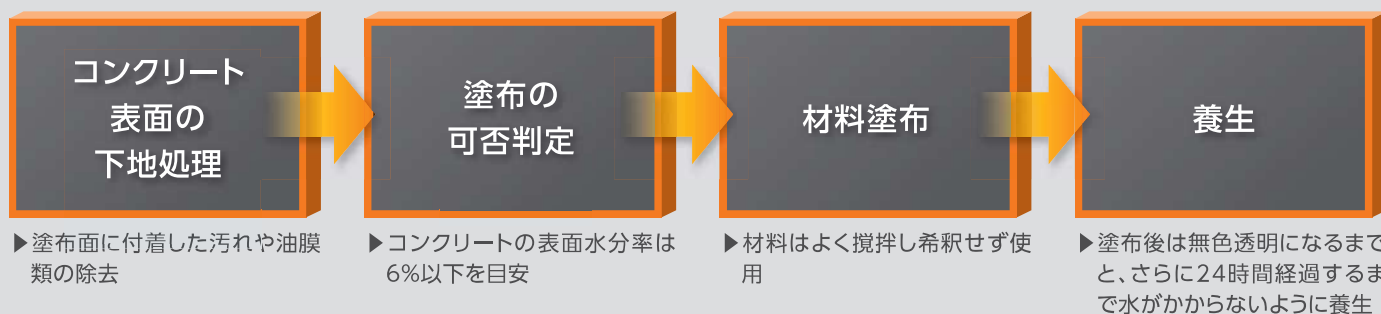 コンクリート
表面の
下地処理
塗布の
可否判定
材料塗布
養生
▶塗布面に付着した汚れや油膜
類の除去
▶コンクリートの表面水分率は
6%以下を目安
▶材料はよく撹拌し希釈せず使
用
▶塗布後は無色透明になるまで
と、さらに24時間経過するま
で水がかからないように養生